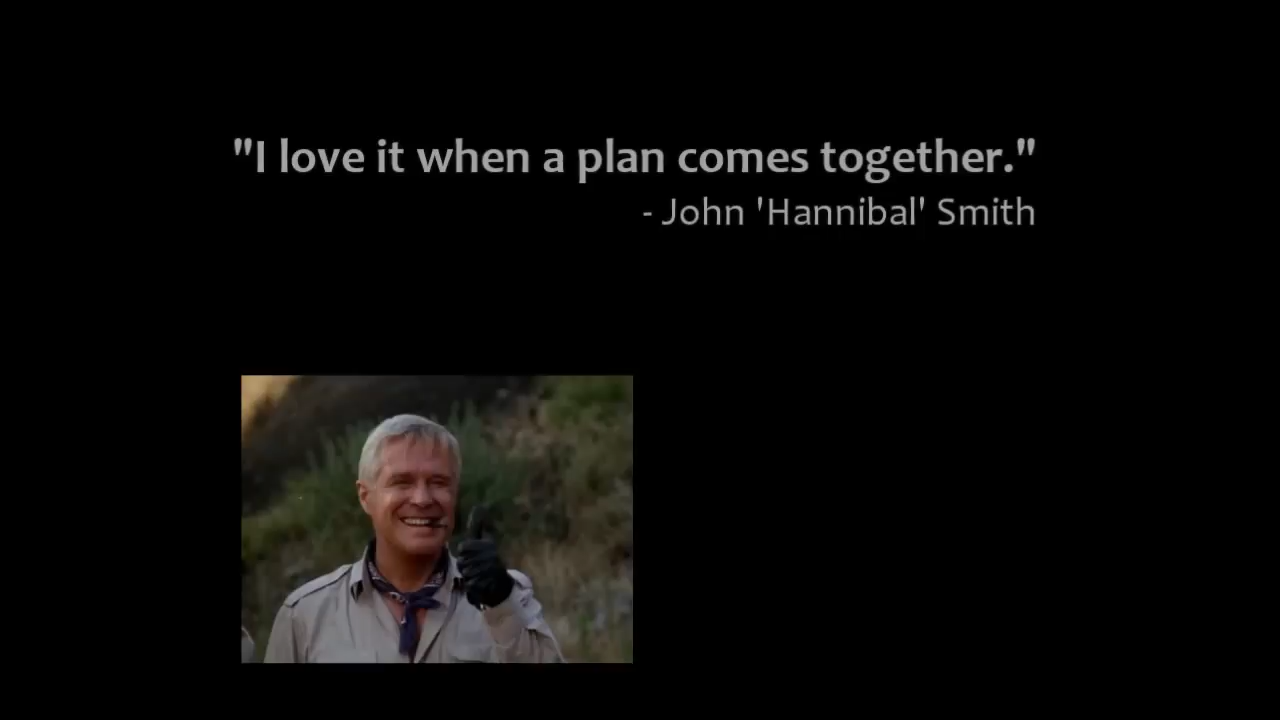 "I love it when a plan comes together."
- John 'Hannibal' Smith